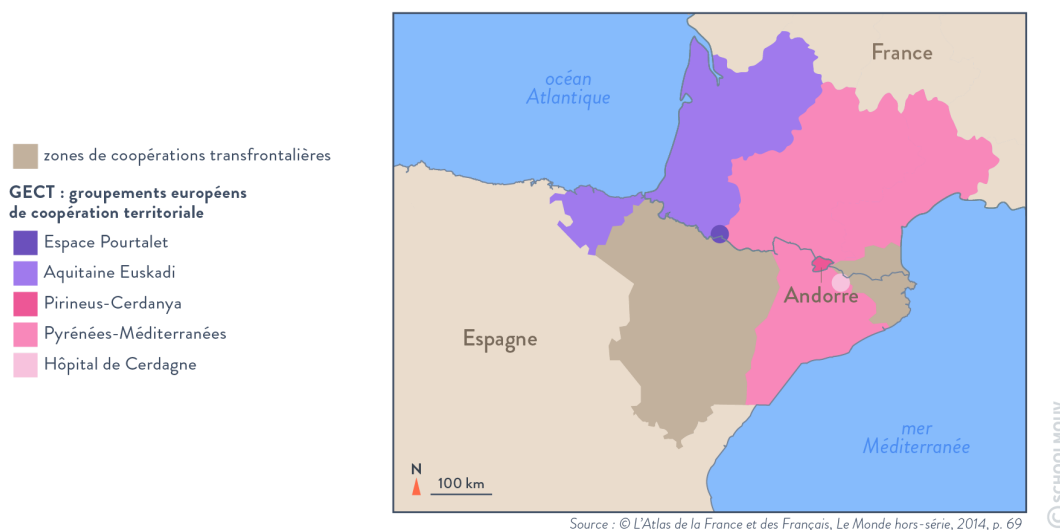 zones de coopérations transfrontalières
GECT : groupements européens
de coopération territoriale
Espace Pourtalet
Aquitaine Euskadi
Pirineus-Cerdanya
Pyrénées-Méditerranées
Hôpital de Cerdagne
océan
Atlantique
France
Andorre
Espagne
mer
Méditerranée
N
100 km
Source : © L’Atlas de la France et des Français, Le Monde hors-série, 2014, p. 69
© SCHOOLMOUV